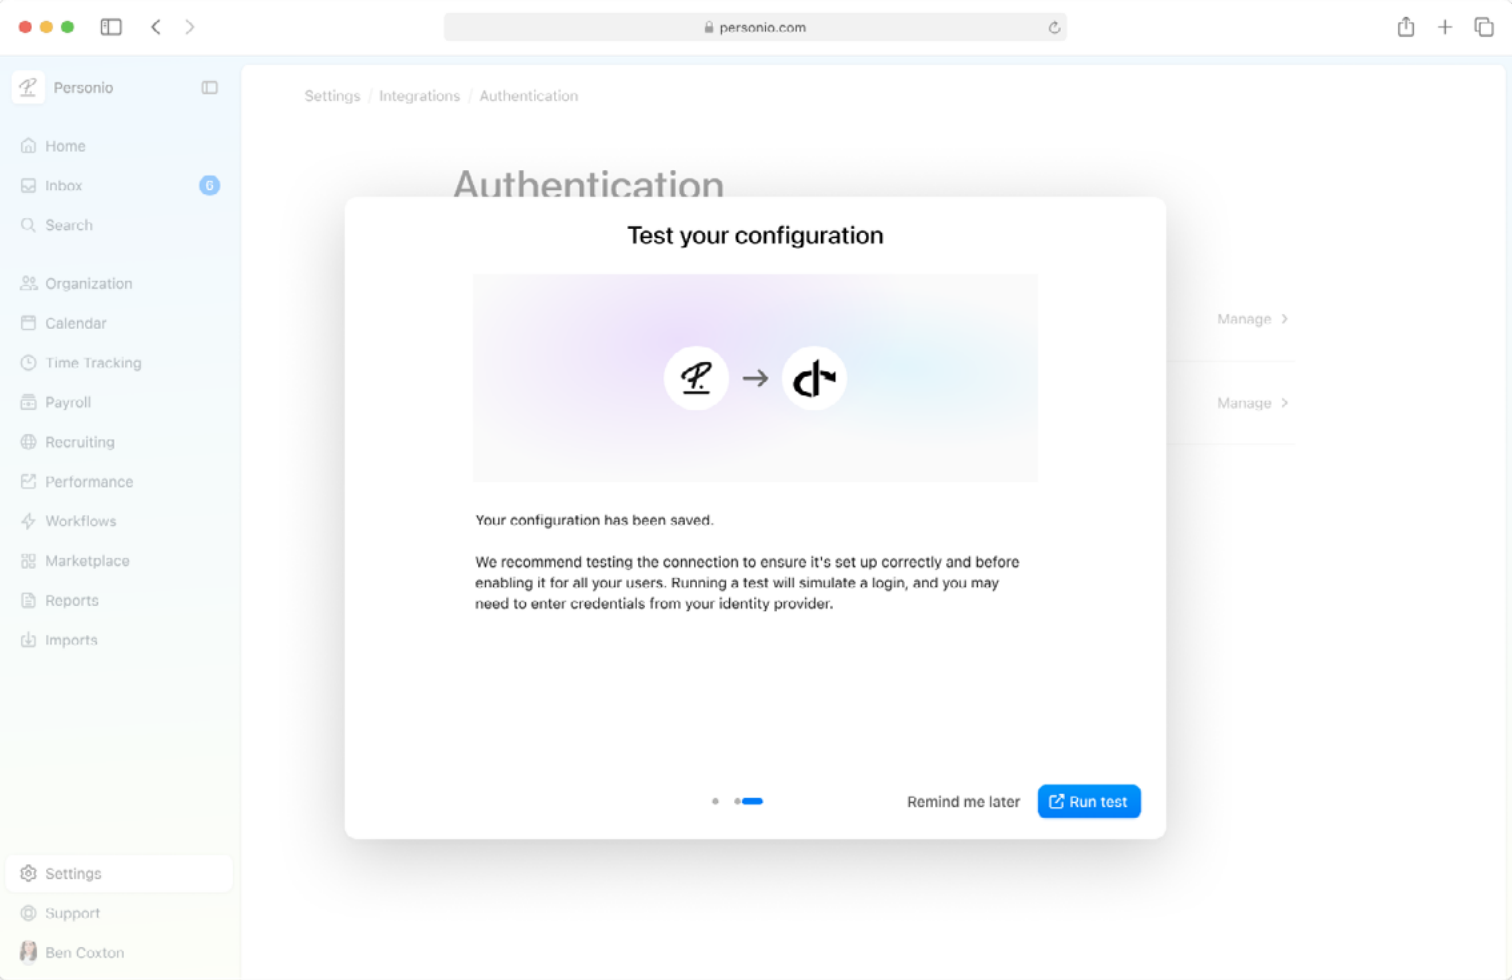 personio.com
Personio
Settings / Integrations / Authentication
Home
Inbox 6
Search
Organization
Calendar
Time Tracking
Payroll
Recruiting
Performance
Workflows
Marketplace
Reports
Imports
Settings
Support
Ben Coxton
Authentication
Manage
Manage
Test your configuration
Your configuration has been saved.
We recommend testing the connection to ensure it's set up correctly and before
enabling it for all your users. Running a test will simulate a login, and you may
need to enter credentials from your identity provider.
Remind me later
Run test